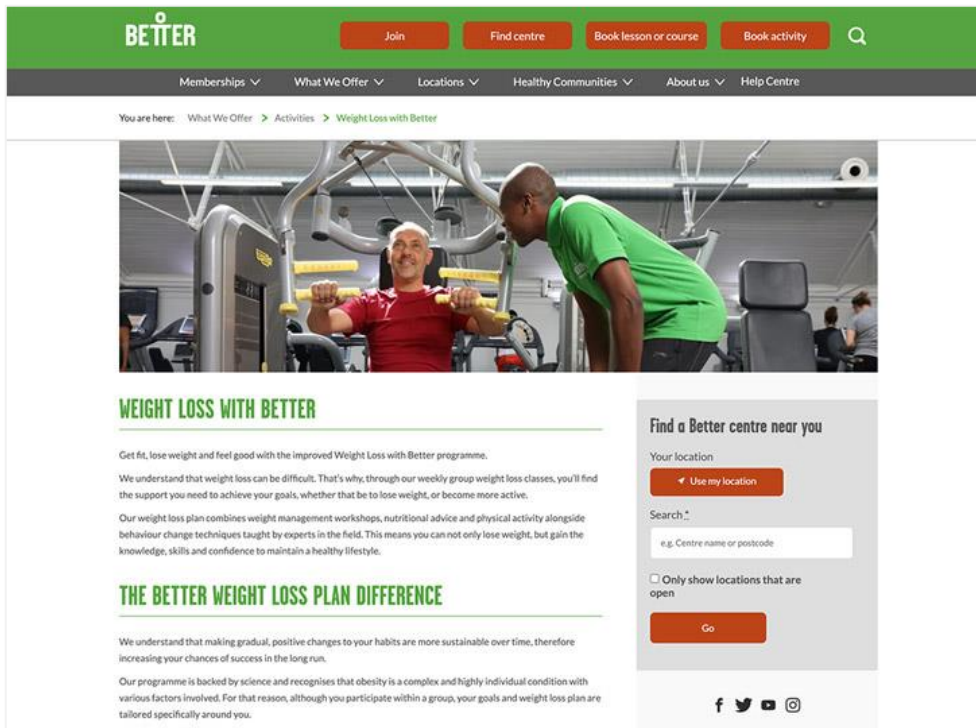 BETTER
Join
Find centre
Book lesson or course
Book activity
Memberships
What We Offer
Locations
Healthy Communities
About us
Help Centre
You are here: What We Offer > Activities > Weight Loss with Better
WEIGHT LOSS WITH BETTER
Get fit, lose weight and feel good with the improved Weight Loss with Better programme.
We understand that weight loss can be difficult. That's why, through our weekly group weight loss classes, you'll find
the support you need to achieve your goals, whether that be to lose weight, or become more active.
Our weight loss plan combines weight management workshops, nutritional advice and physical activity alongside
behaviour change techniques taught by experts in the field. This means you can not only lose weight, but gain the
knowledge, skills and confidence to maintain a healthy lifestyle.
THE BETTER WEIGHT LOSS PLAN DIFFERENCE
We understand that making gradual, positive changes to your habits are more sustainable over time, therefore
increasing your chances of success in the long run.
Our programme is backed by science and recognises that obesity is a complex and highly individual condition with
various factors involved. For that reason, although you participate within a group, your goals and weight loss plan are
tailored specifically around you.
Find a Better centre near you
Your location
Use my location
Search *
e.g. Centre name or postcode
Only show locations that are
open
Go